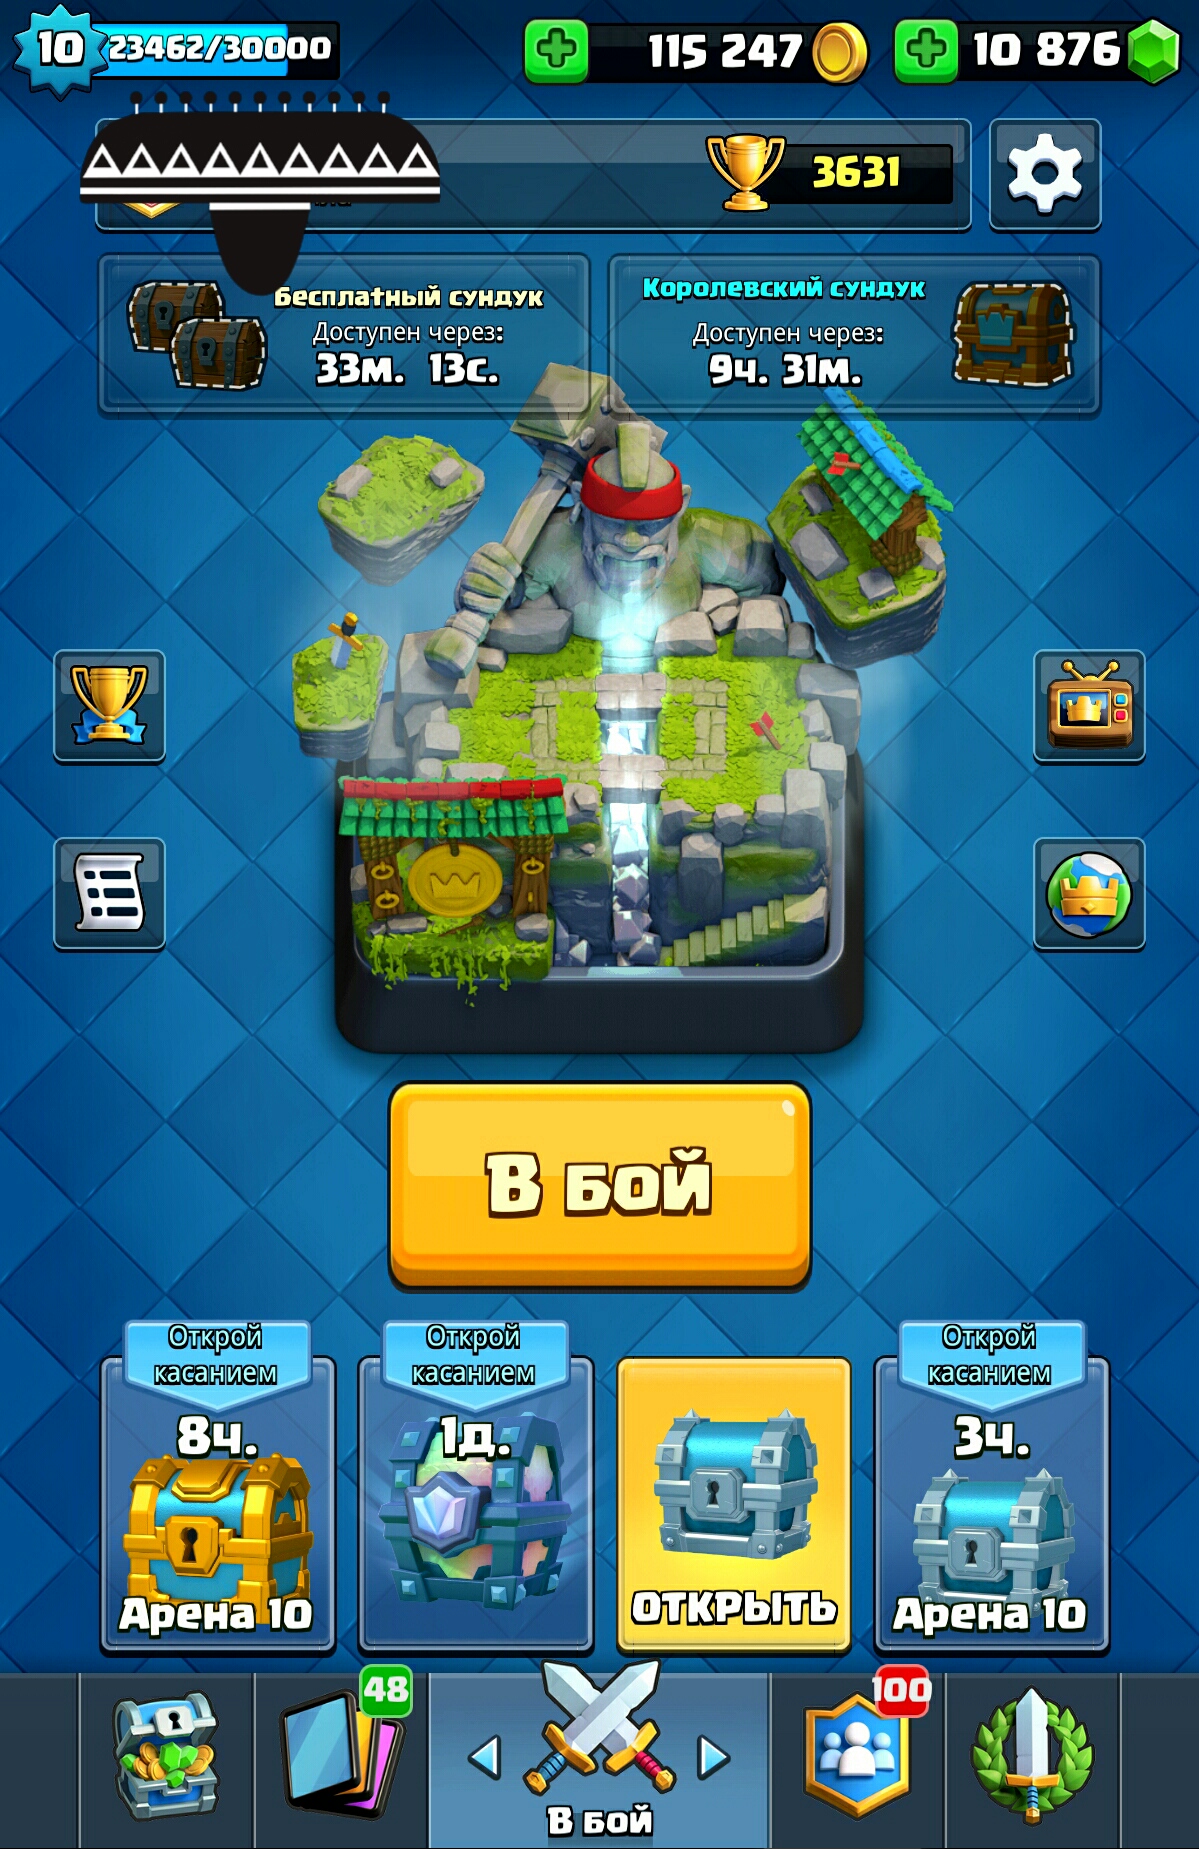 10 23462/30000 115 247 10 876
3631
Бесплатный сундук
Доступен через:
33м. 13с.
Королевский сундук
Доступен через:
9ч. 31м.
В бой
Открой
касанием
8ч.
Арена 10
Открой
касанием
1д.
ОТКРЫТЬ
Открой
касанием
3ч.
Арена 10
48
В бой
100